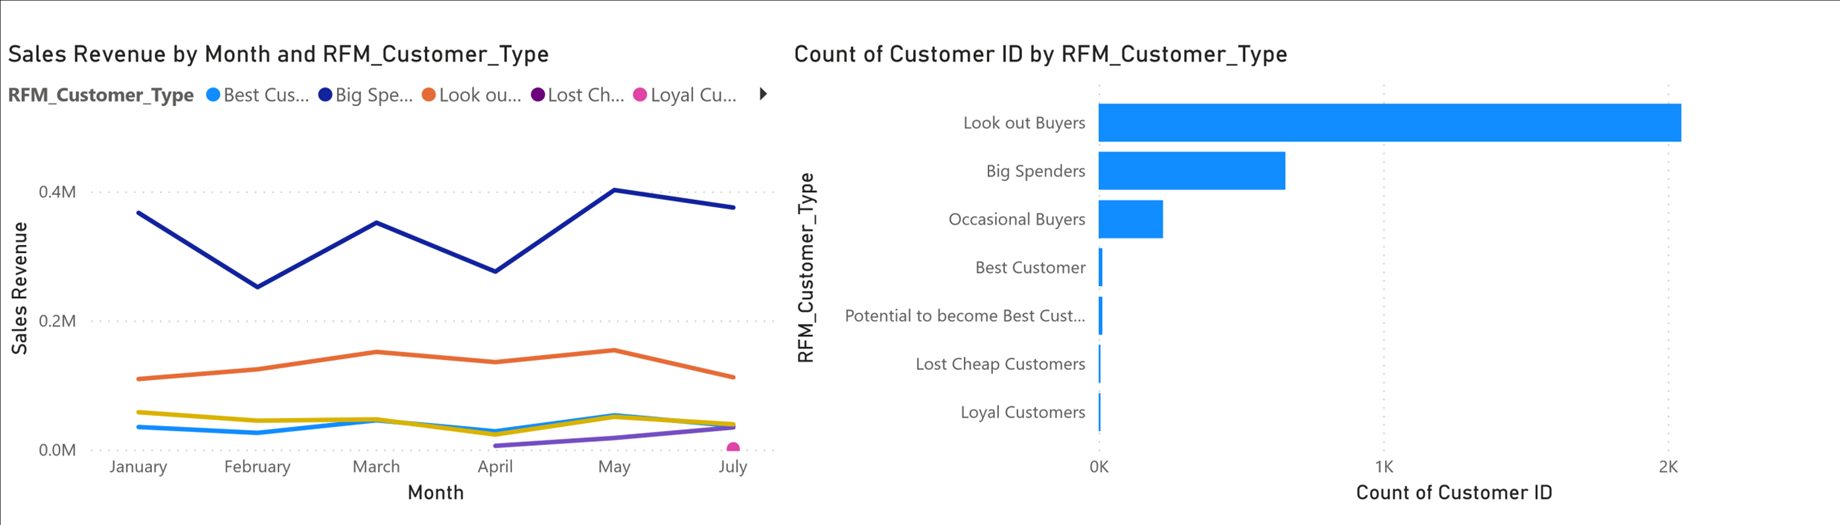 Sales Revenue by Month and RFM_Customer_Type
RFM_Customer_Type Best Cus... Big Spe... Look ou... Lost Ch... Loyal Cu...
0.4M
0.2M
0.0M
Sales Revenue
January February March April May July
Month
Count of Customer ID by RFM_Customer_Type
RFM_Customer_Type
Look out Buyers
Big Spenders
Occasional Buyers
Best Customer
Potential to become Best Cust...
Lost Cheap Customers
Loyal Customers
0K 1K 2K
Count of Customer ID